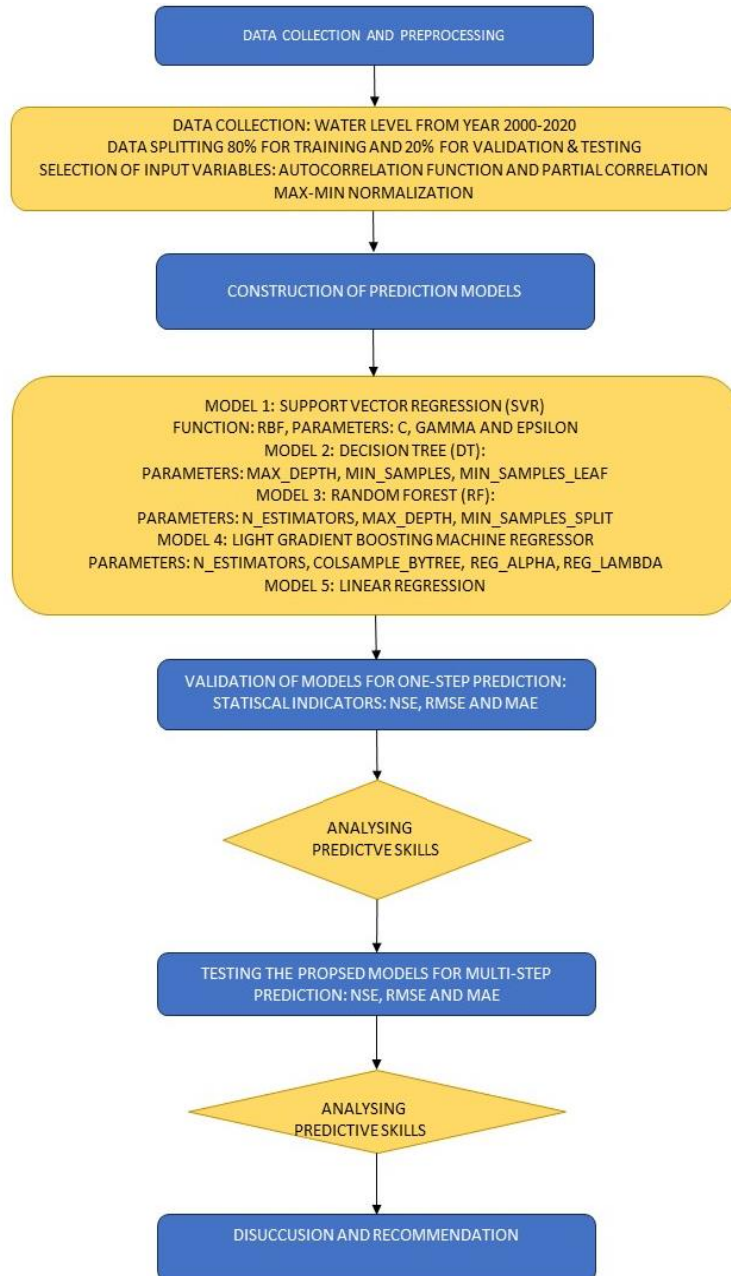 DATA COLLECTION AND PREPROCESSING
DATA COLLECTION: WATER LEVEL FROM YEAR 2000-2020
DATA SPLITTING 80% FOR TRAINING AND 20% FOR VALIDATION & TESTING
SELECTION OF INPUT VARIABLES: AUTOCORRELATION FUNCTION AND PARTIAL CORRELATION
MAX-MIN NORMALIZATION
CONSTRUCTION OF PREDICTION MODELS
MODEL 1: SUPPORT VECTOR REGRESSION (SVR)
FUNCTION: RBF, PARAMETERS: C, GAMMA AND EPSILON
MODEL 2: DECISION TREE (DT):
PARAMETERS: MAX_DEPTH, MIN_SAMPLES, MIN_SAMPLES_LEAF
MODEL 3: RANDOM FOREST (RF):
PARAMETERS: N_ESTIMATORS, MAX_DEPTH, MIN_SAMPLES_SPLIT
MODEL 4: LIGHT GRADIENT BOOSTING MACHINE REGRESSOR
PARAMETERS: N_ESTIMATORS, COLSAMPLE_BYTREE, REG_ALPHA, REG_LAMBDA
MODEL 5: LINEAR REGRESSION
VALIDATION OF MODELS FOR ONE-STEP PREDICTION:
STATISCAL INDICATORS: NSE, RMSE AND MAE
ANALYSING
PREDICTVE SKILLS
TESTING THE PROPSED MODELS FOR MULTI-STEP
PREDICTION: NSE, RMSE AND MAE
ANALYSING
PREDICTIVE SKILLS
DISUCCUSION AND RECOMMENDATION